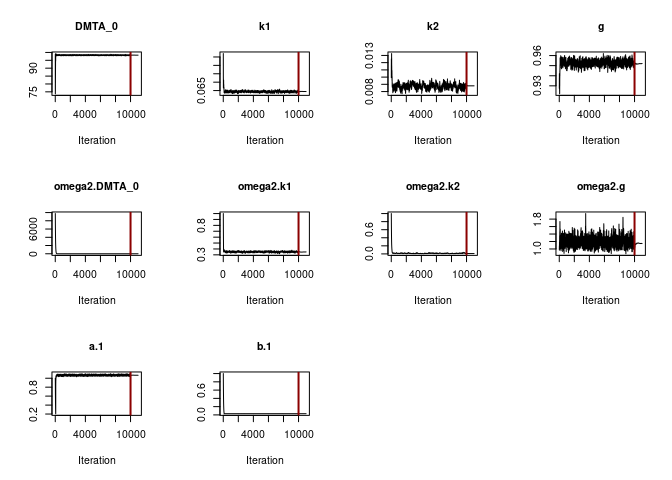 DMTA_0 k1 k2 g
75 90
0.065
0.008 0.013
0.93 0.96
0 4000 10000 0 4000 10000 0 4000 10000 0 4000 10000
Iteration Iteration Iteration Iteration
omega2.DMTA_0 omega2.k1 omega2.k2 omega2.g
0 6000
0.3 0.8
0.0 0.6
1.0 1.8
0 4000 10000 0 4000 10000 0 4000 10000 0 4000 10000
Iteration Iteration Iteration Iteration
a.1 b.1
0.2 0.8
0.0 0.6
0 4000 10000 0 4000 10000
Iteration Iteration